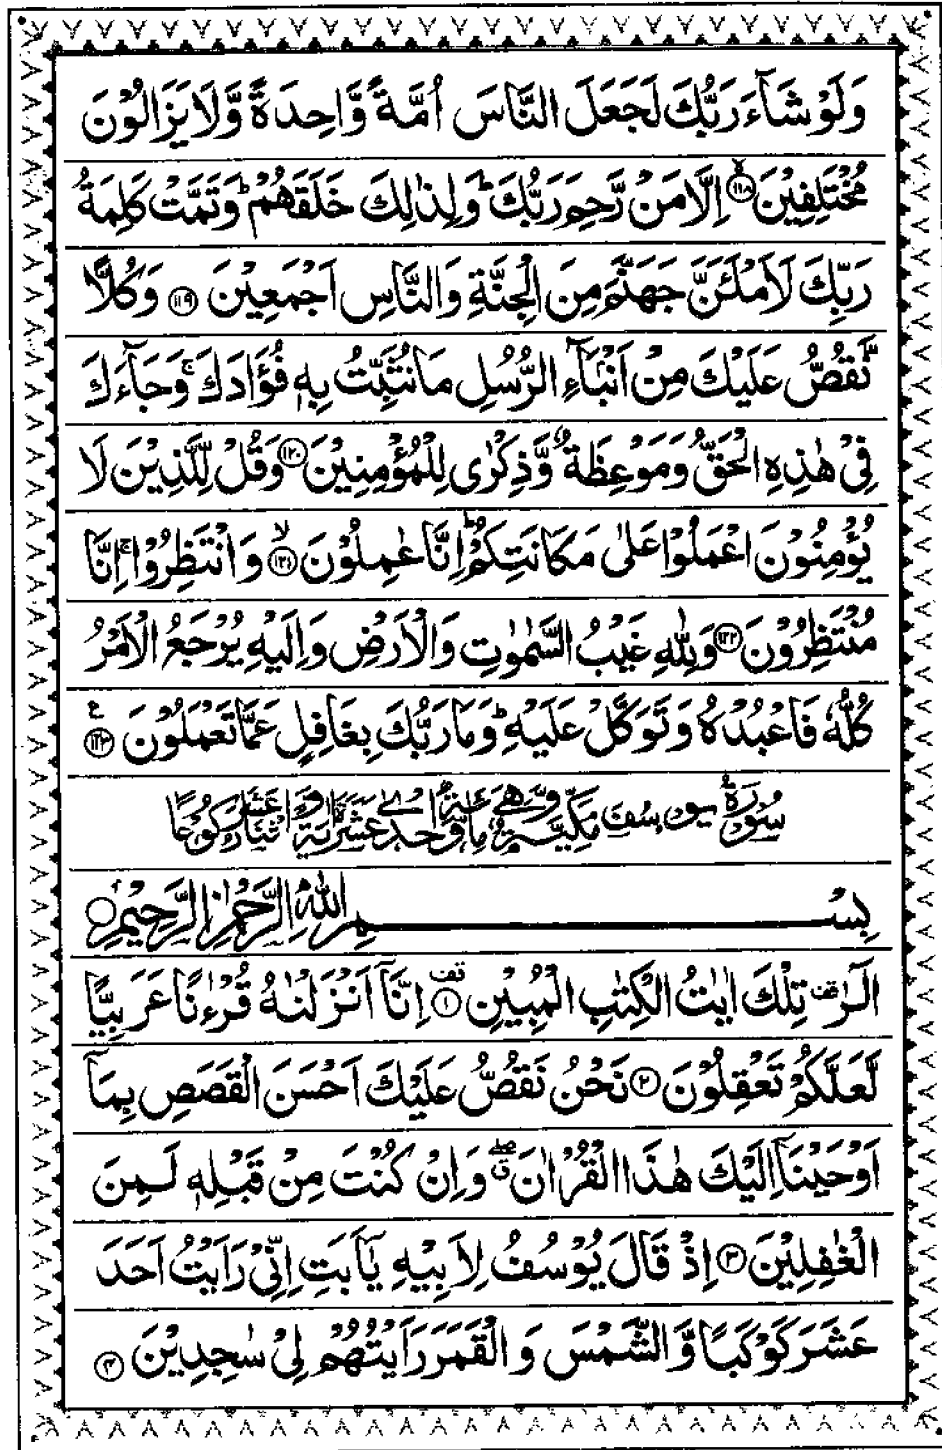 وَلَوْ شَآءَ رَبُّكَ لَجَعَلَ النَّاسَ اُمَّةً وَّاحِدَةً وَّلَا يَزَالُوْنَ
مُخْتَلِفِيْنَ ۙ﴿۱۱۸﴾ اِلَّا مَنْ رَّحِمَ رَبُّكَ ؕ وَلِذٰلِكَ خَلَقَهُمْ ؕ وَتَمَّتْ كَلِمَةُ
رَبِّكَ لَاَمْلَئَنَّ جَهَنَّمَ مِنَ الْجِنَّةِ وَالنَّاسِ اَجْمَعِيْنَ ﴿۱۱۹﴾ وَكُلًّا
نَّقُصُّ عَلَيْكَ مِنْ اَنْۢبَآءِ الرُّسُلِ مَا نُثَبِّتُ بِهٖ فُؤَادَكَ ۚ وَجَآءَكَ
فِيْ هٰذِهِ الْحَقُّ وَمَوْعِظَةٌ وَّذِكْرٰى لِلْمُؤْمِنِيْنَ ﴿۱۲۰﴾ وَقُلْ لِّلَّذِيْنَ لَا
يُؤْمِنُوْنَ اعْمَلُوْا عَلٰى مَكَانَتِكُمْ ؕ اِنَّا عٰمِلُوْنَ ۙ﴿۱۲۱﴾ وَانْتَظِرُوْا ۚ اِنَّا
مُنْتَظِرُوْنَ ﴿۱۲۲﴾ وَلِلّٰهِ غَيْبُ السَّمٰوٰتِ وَالْاَرْضِ وَاِلَيْهِ يُرْجَعُ الْاَمْرُ
كُلُّهٗ فَاعْبُدْهُ وَتَوَكَّلْ عَلَيْهِ ؕ وَمَا رَبُّكَ بِغَافِلٍ عَمَّا تَعْمَلُوْنَ ﴿۱۲۳﴾ ع
سُوْرَةُ يُوْسُفَ مَكِّيَّةٌ وَّهِيَ مِائَةٌ وَّاِحْدٰى عَشَرَةَ اٰيَةً وَّاثْنَا عَشَرَ رُكُوْعًا
بِسْمِ اللّٰهِ الرَّحْمٰنِ الرَّحِيْمِ
الٓرٰ ۟ تِلْكَ اٰيٰتُ الْكِتٰبِ الْمُبِيْنِ ﴿۱﴾ اِنَّآ اَنْزَلْنٰهُ قُرْءٰنًا عَرَبِيًّا
لَّعَلَّكُمْ تَعْقِلُوْنَ ﴿۲﴾ نَحْنُ نَقُصُّ عَلَيْكَ اَحْسَنَ الْقَصَصِ بِمَآ
اَوْحَيْنَآ اِلَيْكَ هٰذَا الْقُرْاٰنَ ۖ وَاِنْ كُنْتَ مِنْ قَبْلِهٖ لَمِنَ
الْغٰفِلِيْنَ ﴿۳﴾ اِذْ قَالَ يُوْسُفُ لِاَبِيْهِ يٰٓاَبَتِ اِنِّيْ رَاَيْتُ اَحَدَ
عَشَرَ كَوْكَبًا وَّالشَّمْسَ وَالْقَمَرَ رَاَيْتُهُمْ لِيْ سٰجِدِيْنَ ﴿۴﴾